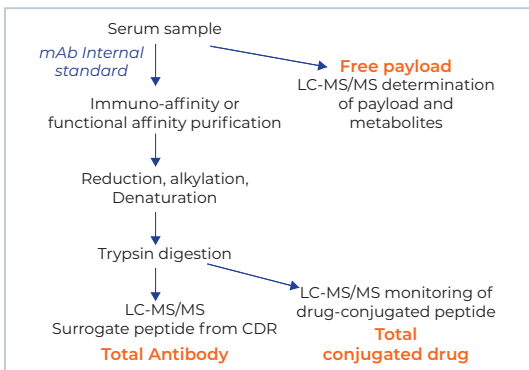 Serum sample
mAb Internal
standard
Free payload
LC-MS/MS determination
of payload and
metabolites
Immuno-affinity or
functional affinity purification
Reduction, alkylation,
Denaturation
Trypsin digestion
LC-MS/MS
Surrogate peptide from CDR
Total Antibody
LC-MS/MS monitoring of
drug-conjugated peptide
Total
conjugated drug